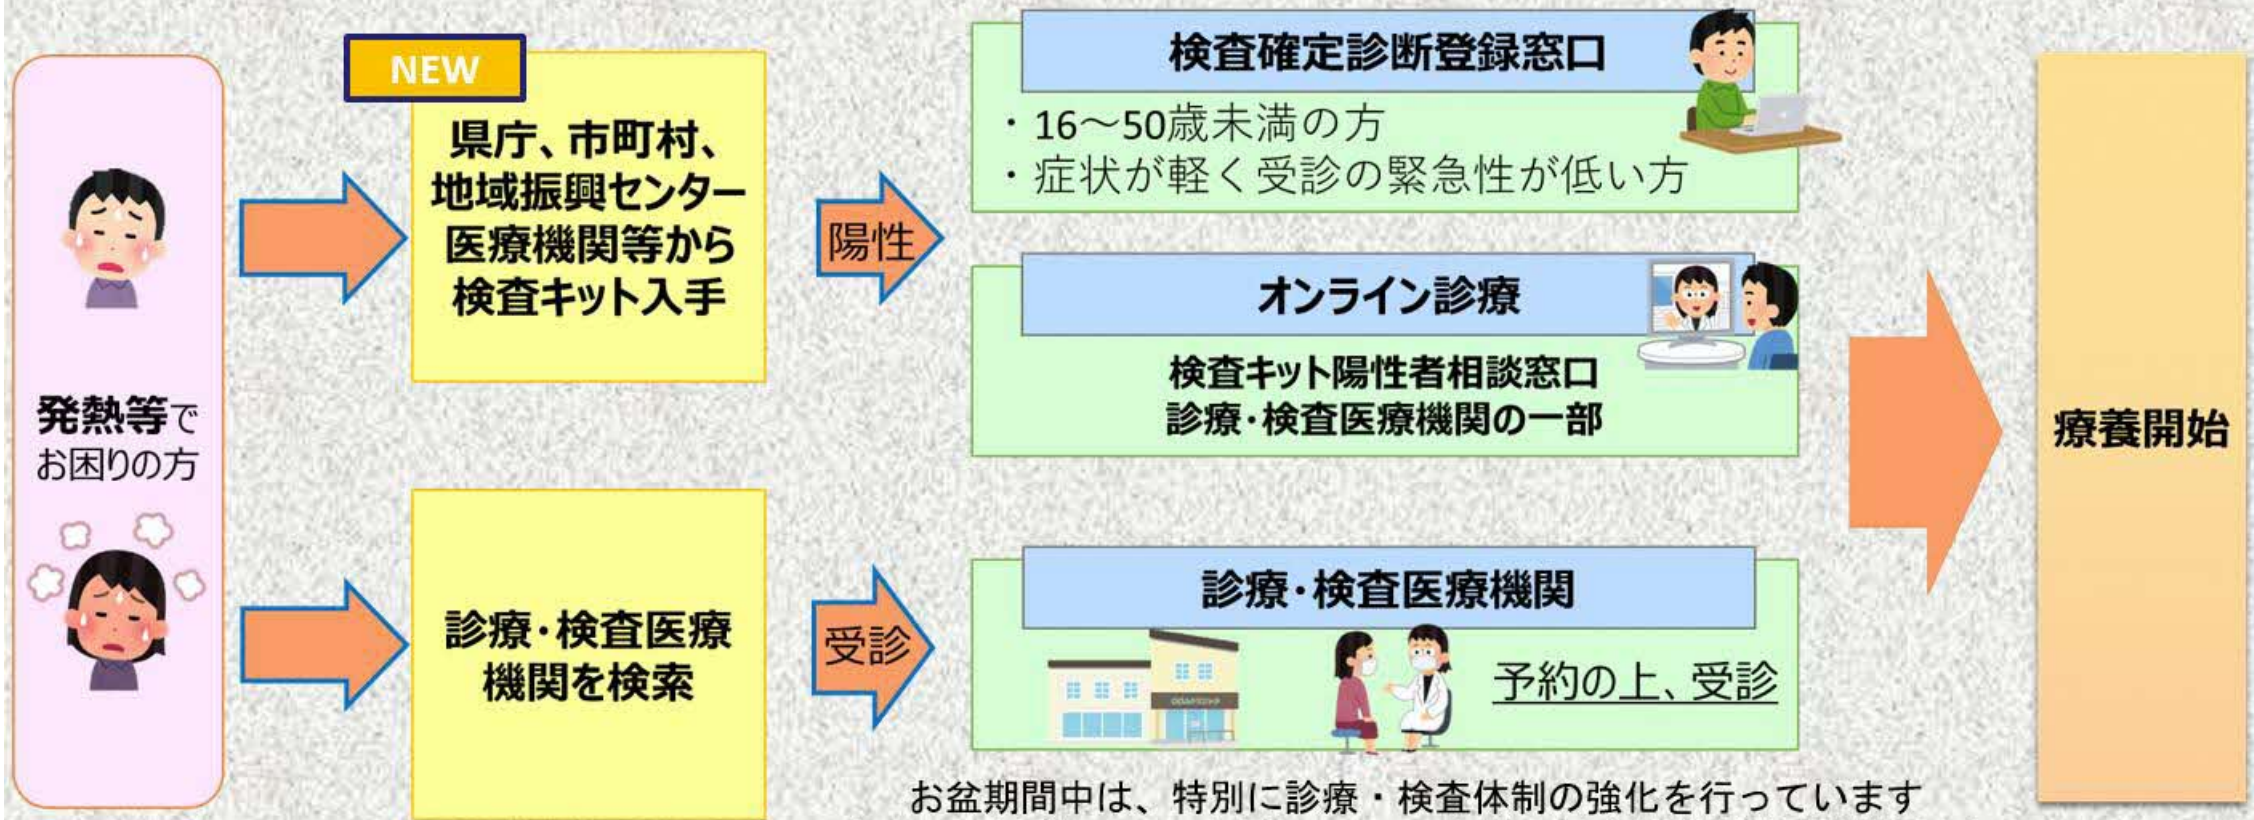 発熱等で
お困りの方
NEW
県庁、市町村、
地域振興センター
医療機関等から
検査キット入手
診療・検査医療
機関を検索
陽性
受診
検査確定診断登録窓口
・16～50歳未満の方
・症状が軽く受診の緊急性が低い方
オンライン診療
検査キット陽性者相談窓口
診療・検査医療機関の一部
診療・検査医療機関
予約の上、受診
お盆期間中は、特別に診療・検査体制の強化を行っています
療養開始